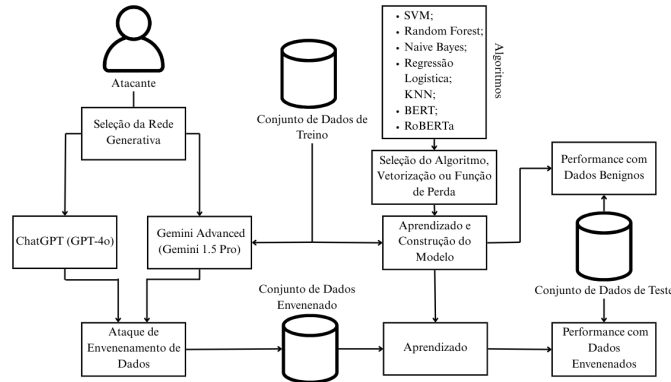 Atacante
Seleção da Rede
Generativa
ChatGPT (GPT-4o)
Gemini Advanced
(Gemini 1.5 Pro)
Ataque de
Envenenamento de
Dados
Conjunto de Dados de
Treino
Conjunto de Dados
Envenenado
• SVM;
• Random Forest;
• Naive Bayes;
• Regressão
Logística;
KNN;
• BERT;
• RoBERTa
Algoritmos
Seleção do Algoritmo,
Vetorização ou Função
de Perda
Aprendizado e
Construção do
Modelo
Aprendizado
Performance com
Dados Benignos
Conjunto de Dados de Teste
Performance com
Dados
Envenenados